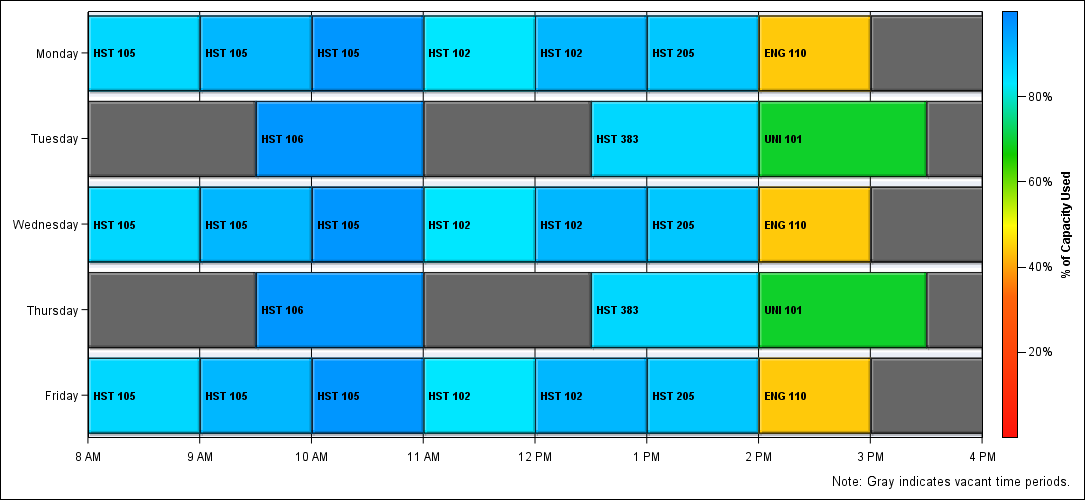 Monday HST 105 HST 105 HST 105 HST 102 HST 102 HST 205 ENG 110
80%
Tuesday HST 106 HST 383 UNI 101
60%
Wednesday HST 105 HST 105 HST 105 HST 102 HST 102 HST 205 ENG 110
% of Capacity Used
40%
Thursday HST 106 HST 383 UNI 101
20%
Friday HST 105 HST 105 HST 105 HST 102 HST 102 HST 205 ENG 110
8 AM 9 AM 10 AM 11 AM 12 PM 1 PM 2 PM 3 PM 4 PM
Note: Gray indicates vacant time periods.